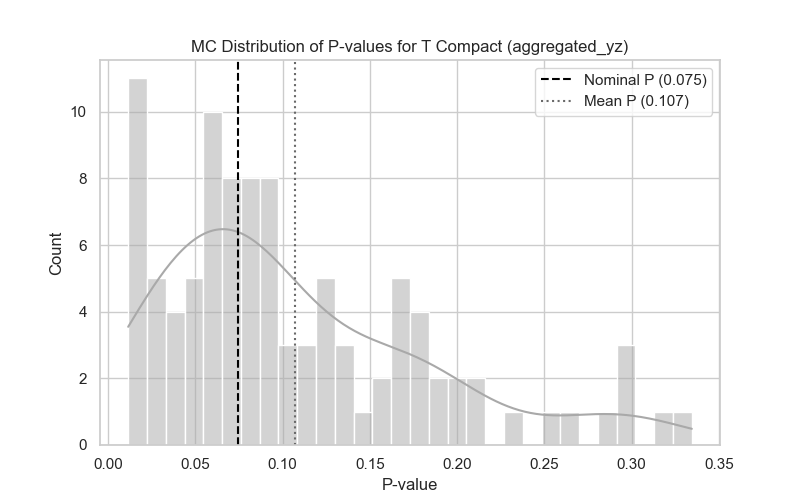 MC Distribution of P-values for T Compact (aggregated_yz)
Nominal P (0.075)
Mean P (0.107)
Count
10
8
6
4
2
0
0.00 0.05 0.10 0.15 0.20 0.25 0.30 0.35
P-value